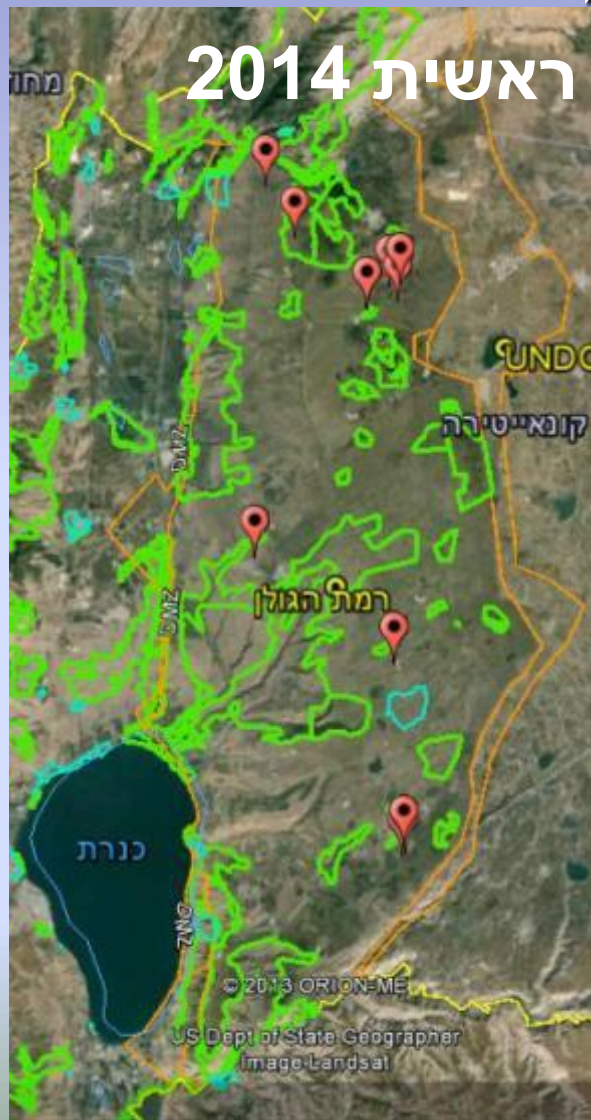 ראשית 2014
מחוז
UNDO
קונאייטירה
DMZ
DMZ
רמת הגולן
כנרת
DMZ
© 2013 ORION-ME
US Dept of State Geographer
Image Landsat